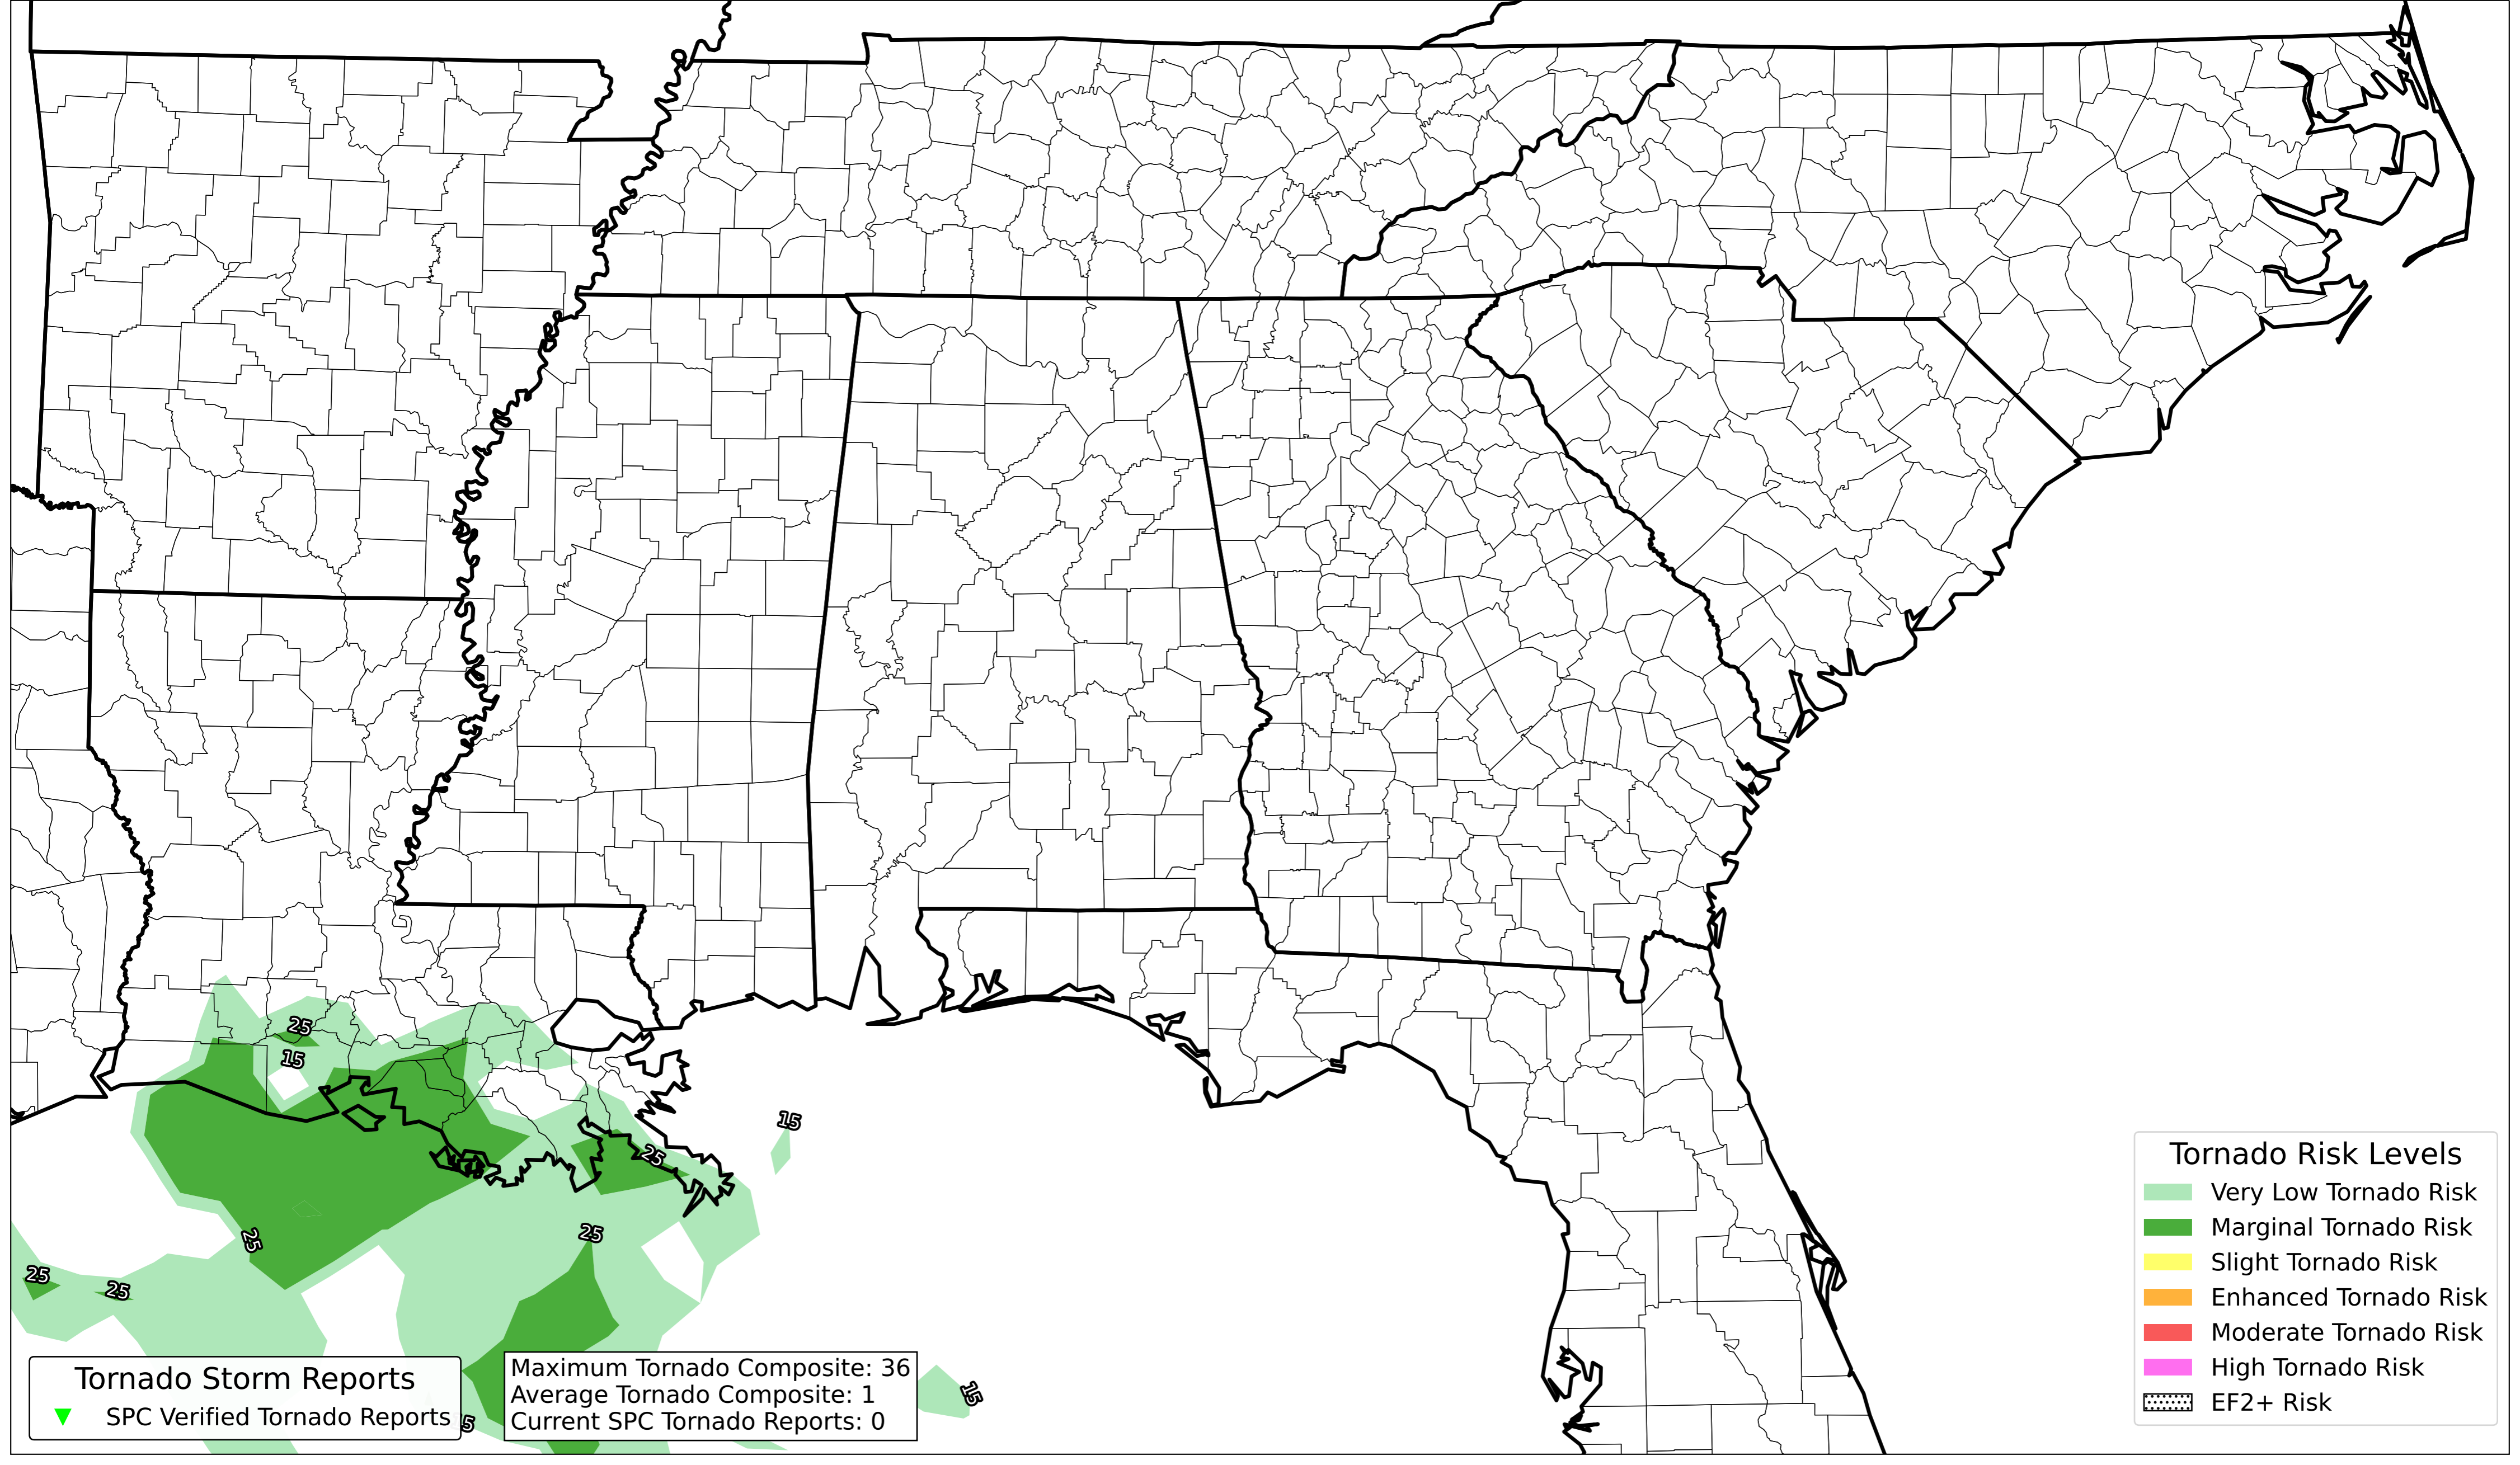 25
15
15
25
25
25
25
25
15
5
Tornado Storm Reports
SPC Verified Tornado Reports
Maximum Tornado Composite: 36
Average Tornado Composite: 1
Current SPC Tornado Reports: 0
Tornado Risk Levels
Very Low Tornado Risk
Marginal Tornado Risk
Slight Tornado Risk
Enhanced Tornado Risk
Moderate Tornado Risk
High Tornado Risk
EF2+ Risk